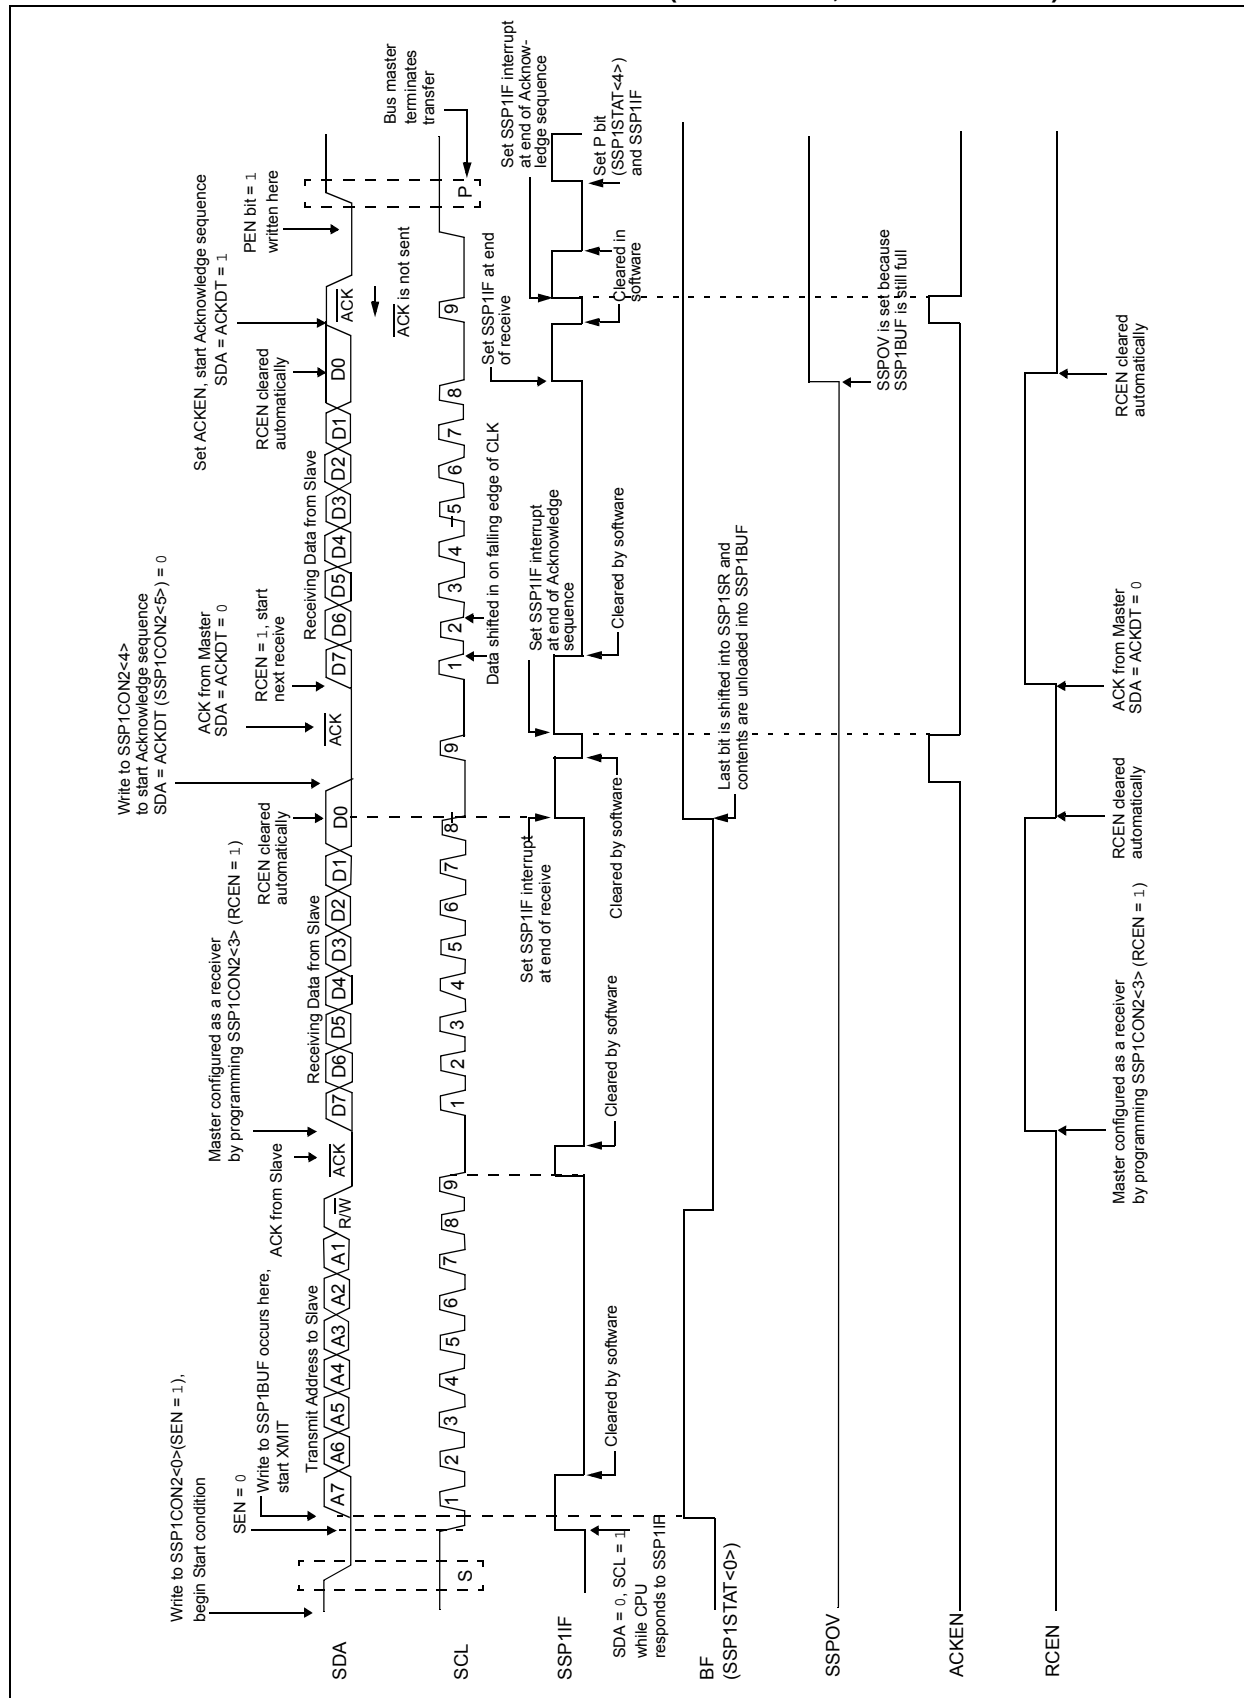 Write to SSP1CON2<0>(SEN = 1),
begin Start condition
SEN = 0
Write to SSP1BUF occurs here,
start XMIT
ACK from Slave
Master configured as a receiver
by programming SSP1CON2<3> (RCEN = 1)
RCEN cleared
automatically
Write to SSP1CON2<4>
to start Acknowledge sequence
SDA = ACKDT (SSP1CON2<5>) = 0
ACK from Master
SDA = ACKDT = 0
RCEN = 1, start
next receive
RCEN cleared
automatically
Set ACKEN, start Acknowledge sequence
SDA = ACKDT = 1
PEN bit = 1
written here
Bus master
terminates
transfer
Transmit Address to Slave
Receiving Data from Slave
Receiving Data from Slave
SDA
A7 A6 A5 A4 A3 A2 A1 R/W ACK D7 D6 D5 D4 D3 D2 D1 D0 ACK D7 D6 D5 D4 D3 D2 D1 D0 ACK
ACK is not sent
SCL
S 1 2 3 4 5 6 7 8 9 1 2 3 4 5 6 7 8 9 1 2 3 4 5 6 7 8 9 P
Data shifted in on falling edge of CLK
Set SSP1IF interrupt
at end of receive
Set SSP1IF interrupt
at end of Acknowledge
sequence
Set SSP1IF at end
of receive
Set SSP1IF interrupt
at end of Acknow-
ledge sequence
SSP1IF
SDA = 0, SCL = 1
while CPU
responds to SSP1IF
Cleared by software
Cleared by software
Cleared by software
Cleared by software
Cleared in
software
Set P bit
(SSP1STAT<4>)
and SSP1IF
BF
(SSP1STAT<0>)
Last bit is shifted into SSP1SR and
contents are unloaded into SSP1BUF
SSPOV
SSPOV is set because
SSP1BUF is still full
ACKEN
RCEN
Master configured as a receiver
by programming SSP1CON2<3> (RCEN = 1)
RCEN cleared
automatically
ACK from Master
SDA = ACKDT = 0
RCEN cleared
automatically